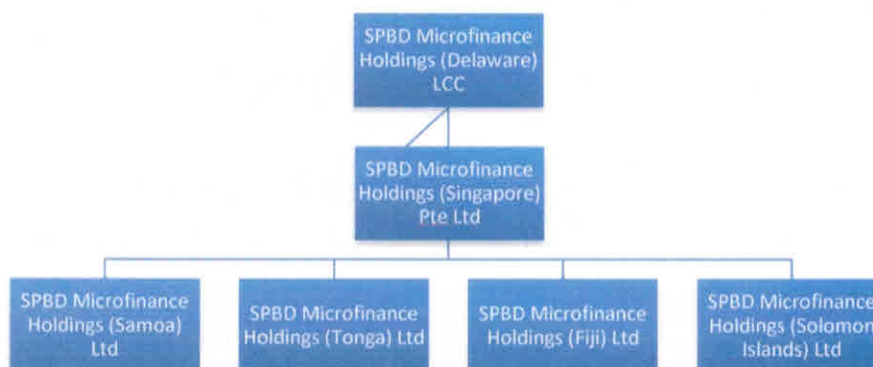 SPBD Microfinance
Holdings (Delaware)
LCC
SPBD Microfinance
Holdings (Singapore)
Pte Ltd
SPBD Microfinance
Holdings (Samoa)
Ltd
SPBD Microfinance
Holdings (Tonga) Ltd
SPBD Microfinance
Holdings (Fiji) Ltd
SPBD Microfinance
Holdings (Solomon
Islands) Ltd